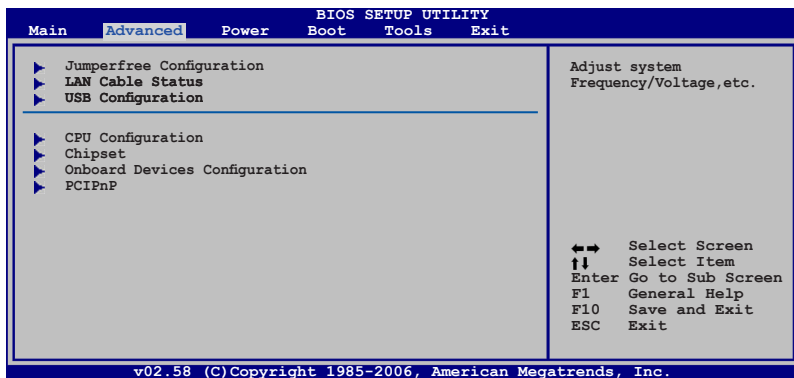 BIOS SETUP UTILITY
Main Advanced Power Boot Tools Exit
Jumperfree Configuration
LAN Cable Status
USB Configuration
CPU Configuration
Chipset
Onboard Devices Configuration
PCIPnP
Adjust system
Frequency/Voltage,etc.
Select Screen
Select Item
Enter Go to Sub Screen
F1 General Help
F10 Save and Exit
ESC Exit
v02.58 (C)Copyright 1985-2006, American Megatrends, Inc.